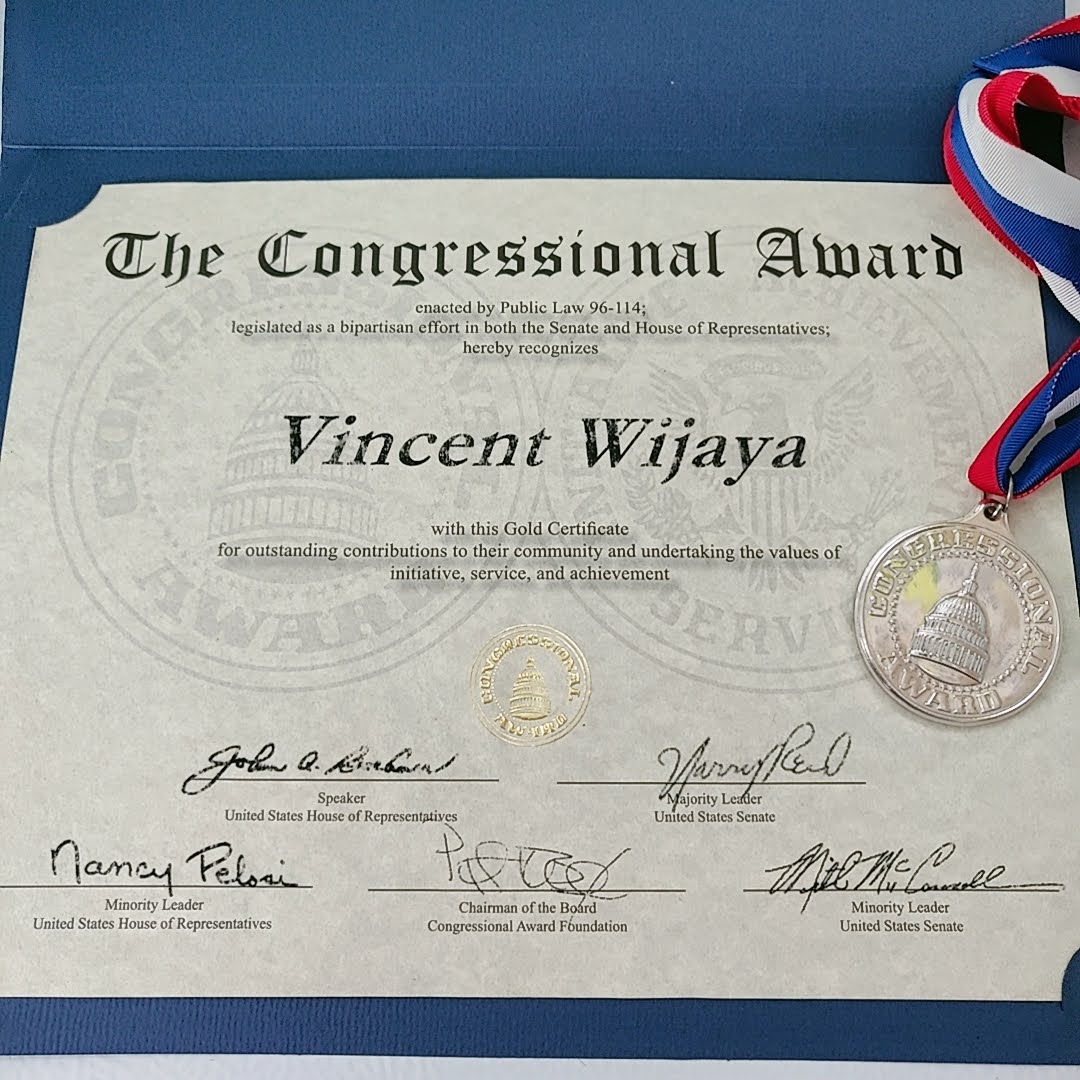 The Congressional Award
enacted by Public Law 96-114;
legislated as a bipartisan effort in both the Senate and House of Representatives;
hereby recognizes
Vincent Wijaya
with this Gold Certificate
for outstanding contributions to their community and undertaking the values of
initiative, service, and achievement
CONGRESSIONAL
AWARD
CONGRESSIONAL
AWARD
Speaker
United States House of Representatives
Harry Reid
Majority Leader
United States Senate
Nancy Pelosi
Minority Leader
United States House of Representatives
Chairman of the Board
Congressional Award Foundation
Mitch McConnell
Minority Leader
United States Senate